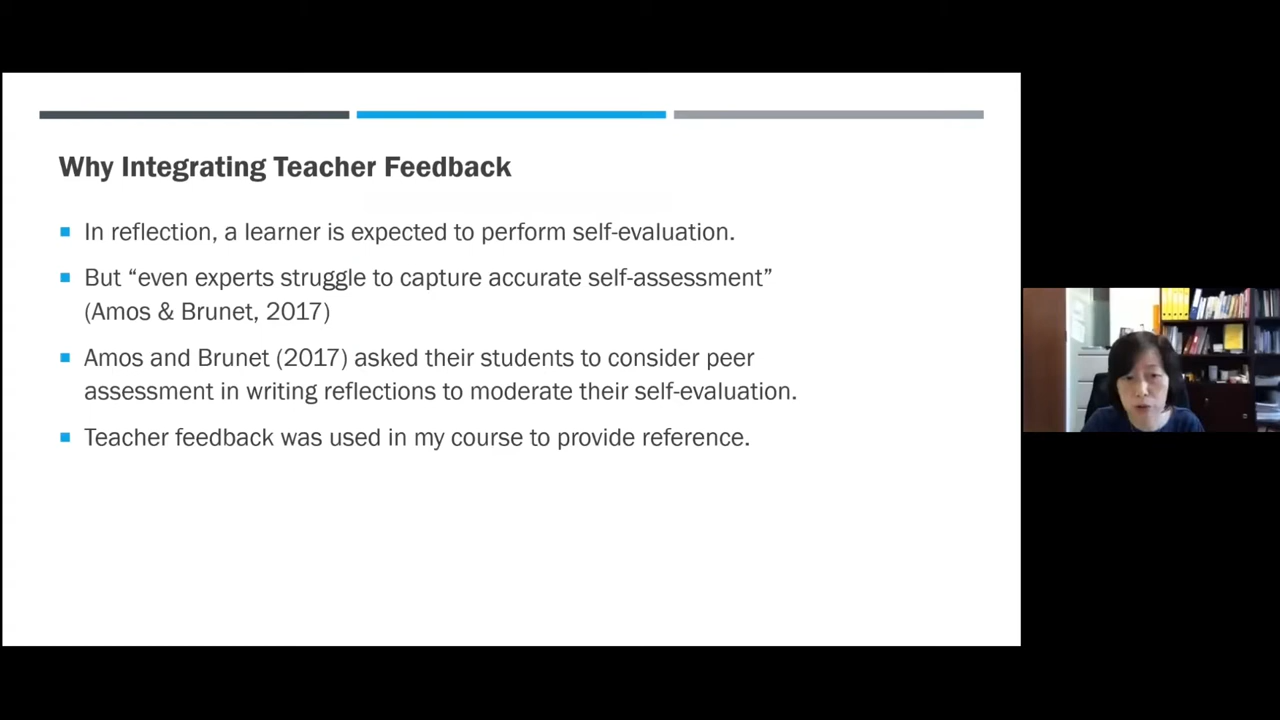 Why Integrating Teacher Feedback
In reflection, a learner is expected to perform self-evaluation.
But “even experts struggle to capture accurate self-assessment”
(Amos & Brunet, 2017)
Amos and Brunet (2017) asked their students to consider peer
assessment in writing reflections to moderate their self-evaluation.
Teacher feedback was used in my course to provide reference.